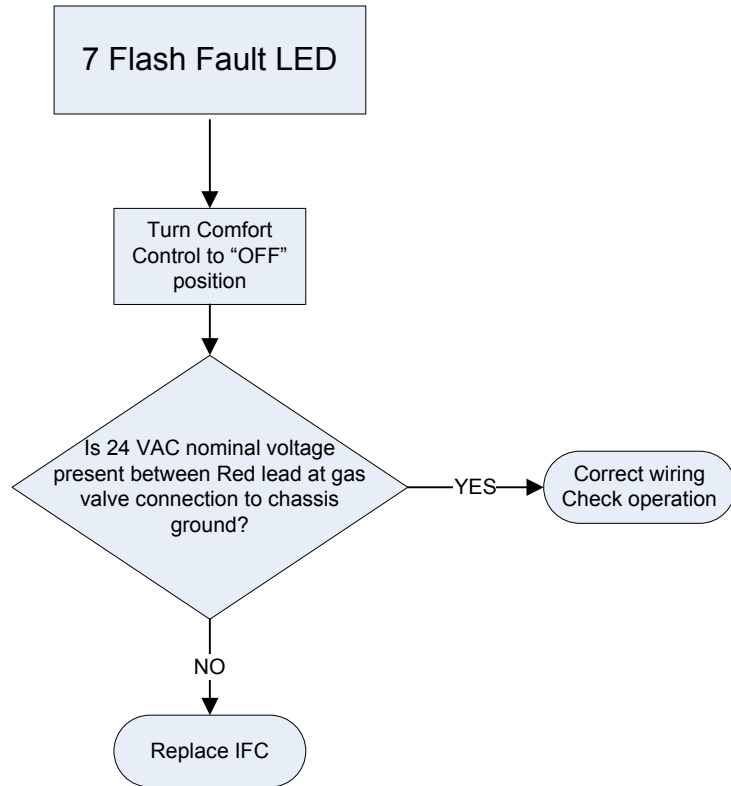 7 Flash Fault LED
Turn Comfort
Control to “OFF”
position
Is 24 VAC nominal voltage
present between Red lead at gas
valve connection to chassis
ground?
YES
Correct wiring
Check operation
NO
Replace IFC